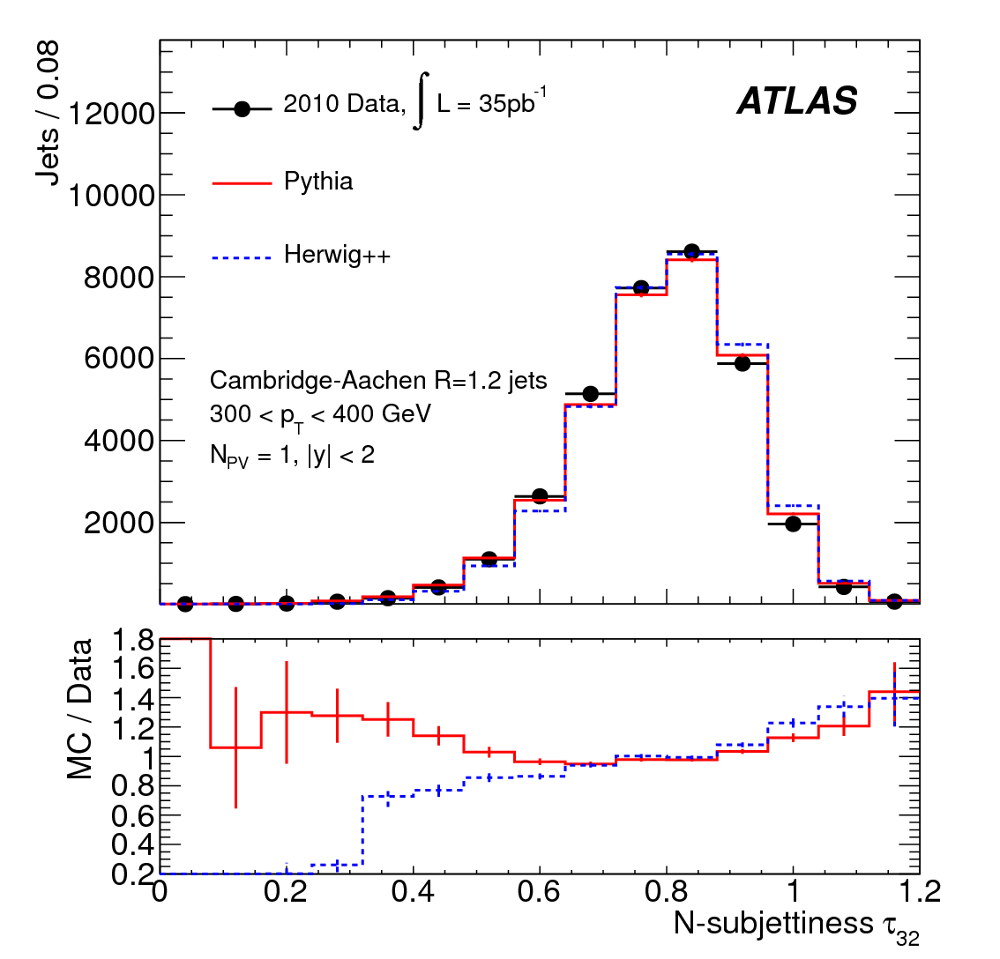 Jets / 0.08
12000
10000
8000
6000
4000
2000
2010 Data, ∫ L = 35pb⁻¹
ATLAS
Pythia
Herwig++
Cambridge-Aachen R=1.2 jets
300 < p_T < 400 GeV
N_PV = 1, |y| < 2
MC / Data
1.8
1.6
1.4
1.2
1
0.8
0.6
0.4
0.2
0 0.2 0.4 0.6 0.8 1 1.2
N-subjettiness τ₃₂